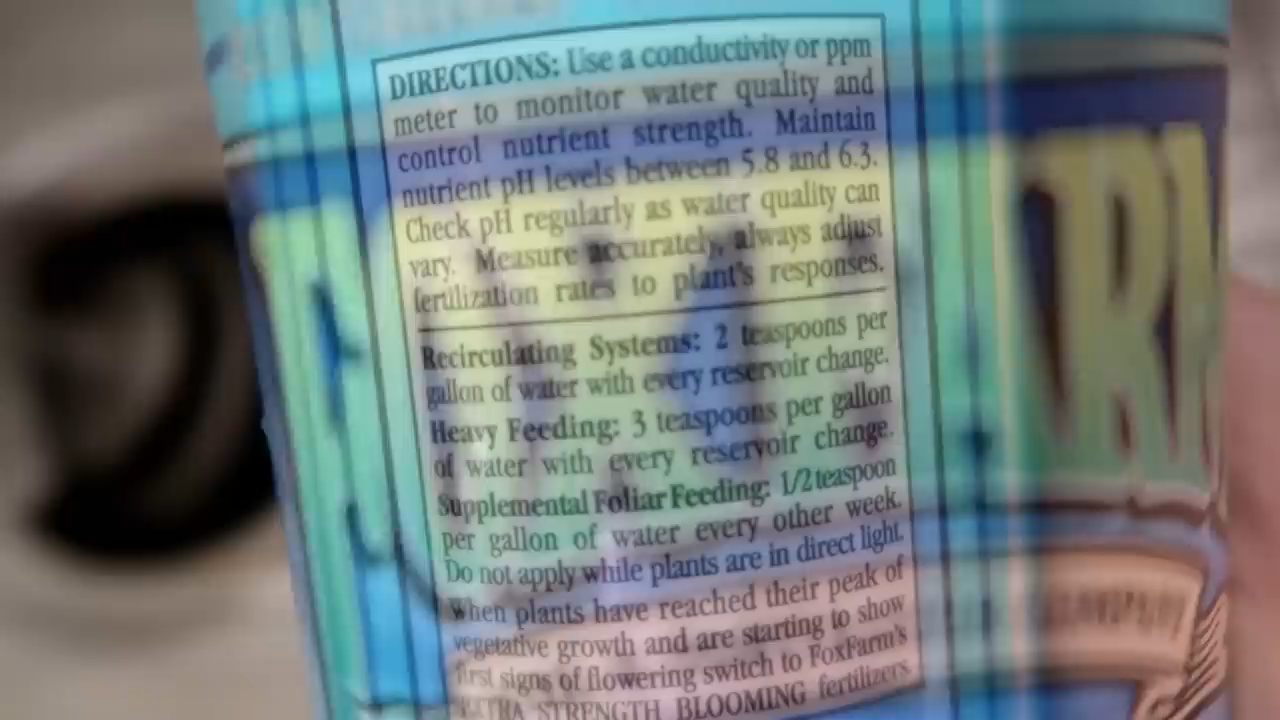 DIRECTIONS: Use a conductivity or ppm
meter to monitor water quality and
control nutrient strength. Maintain
nutrient pH levels between 5.8 and 6.3.
Check pH regularly as water quality can
vary. Measure accurately, always adjust
fertilization rates to plant's responses.
Recirculating Systems: 2 teaspoons per
gallon of water with every reservoir change.
Heavy Feeding: 3 teaspoons per gallon
of water with every reservoir change.
Supplemental Foliar Feeding: 1/2 teaspoon
per gallon of water every other week.
Do not apply while plants are in direct light.
When plants have reached their peak of
vegetative growth and are starting to show
first signs of flowering switch to FoxFarm's
EXTRA STRENGTH BLOOMING fertilizers